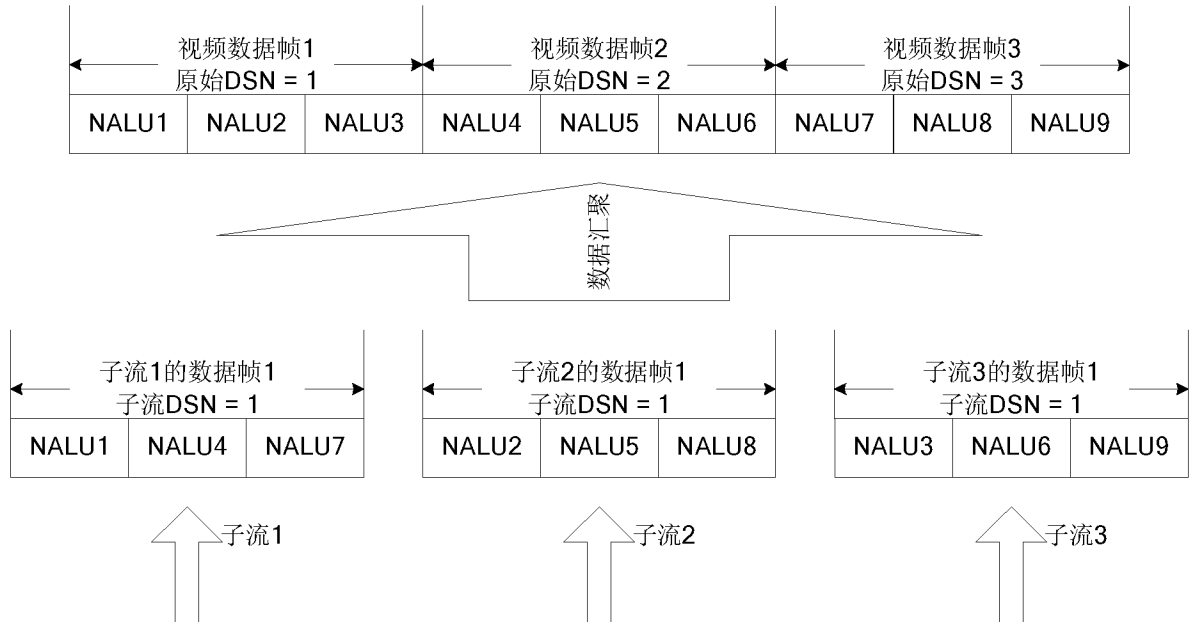 视频数据帧1
原始DSN = 1
视频数据帧2
原始DSN = 2
视频数据帧3
原始DSN = 3
NALU1 NALU2 NALU3 NALU4 NALU5 NALU6 NALU7 NALU8 NALU9
数据汇聚
子流1的数据帧1
子流DSN = 1
子流2的数据帧1
子流DSN = 1
子流3的数据帧1
子流DSN = 1
NALU1 NALU4 NALU7
NALU2 NALU5 NALU8
NALU3 NALU6 NALU9
子流1
子流2
子流3